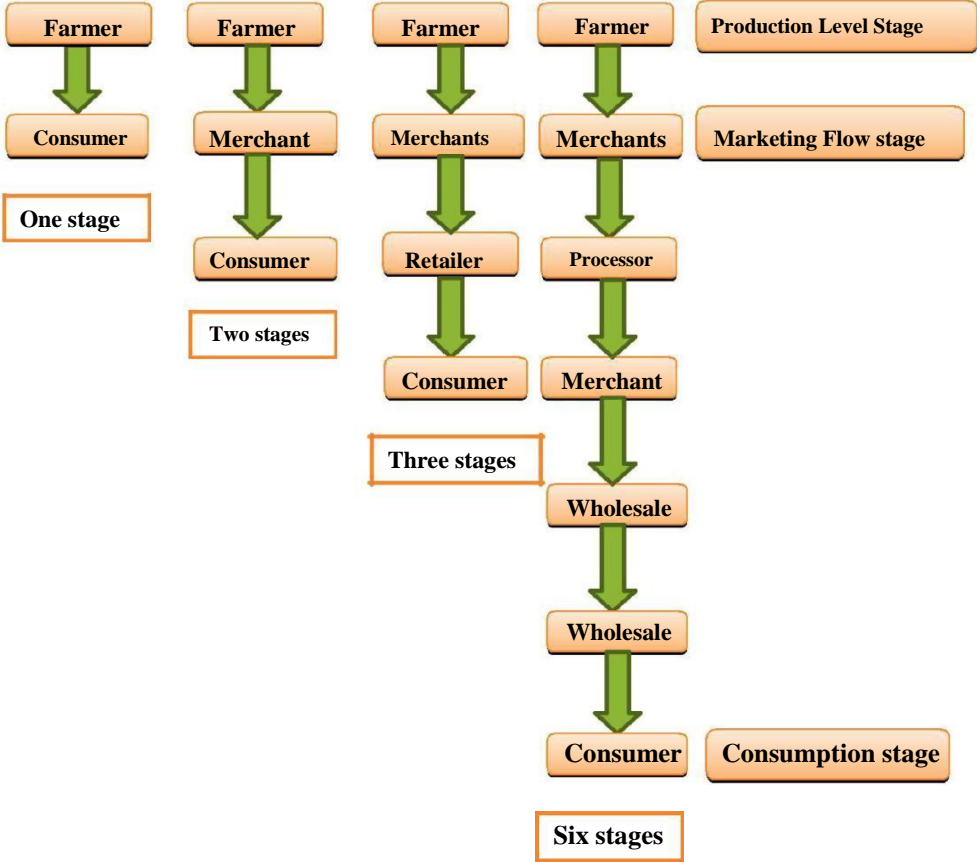 Farmer
Farmer
Farmer
Farmer
Production Level Stage
Consumer
Merchant
Merchants
Merchants
Marketing Flow stage
One stage
Consumer
Retailer
Processor
Two stages
Consumer
Merchant
Three stages
Wholesale
Wholesale
Consumer
Consumption stage
Six stages